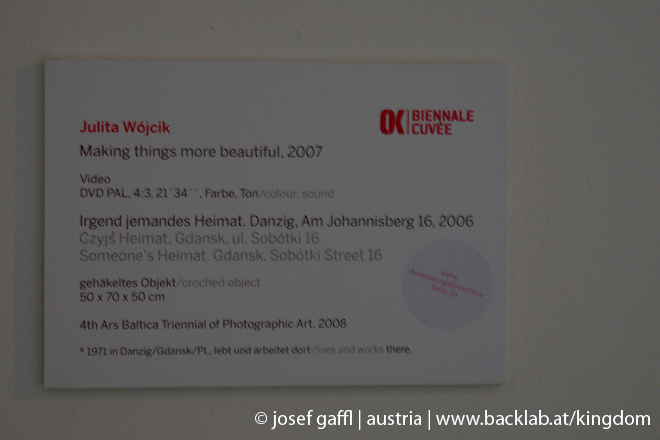 Julita Wójcik
OK BIENNALE
CUVÉE
Making things more beautiful, 2007
Video
DVD PAL, 4:3, 21´34´´, Farbe, Ton/colour, sound
Irgend jemandes Heimat. Danzig, Am Johannisberg 16, 2006
Czyjś Heimat, Gdansk, ul. Sobótki 16
Someone's Heimat. Gdansk, Sobótki Street 16
siehe
Ausstellungsbroschüre
Seite 23
gehäkeltes Objekt/croched object
50 x 70 x 50 cm
4th Ars Baltica Triennial of Photographic Art, 2008
* 1971 in Danzig/Gdansk/PL, lebt und arbeitet dort/lives and works there.
© josef gaffl | austria | www.backlab.at/kingdom